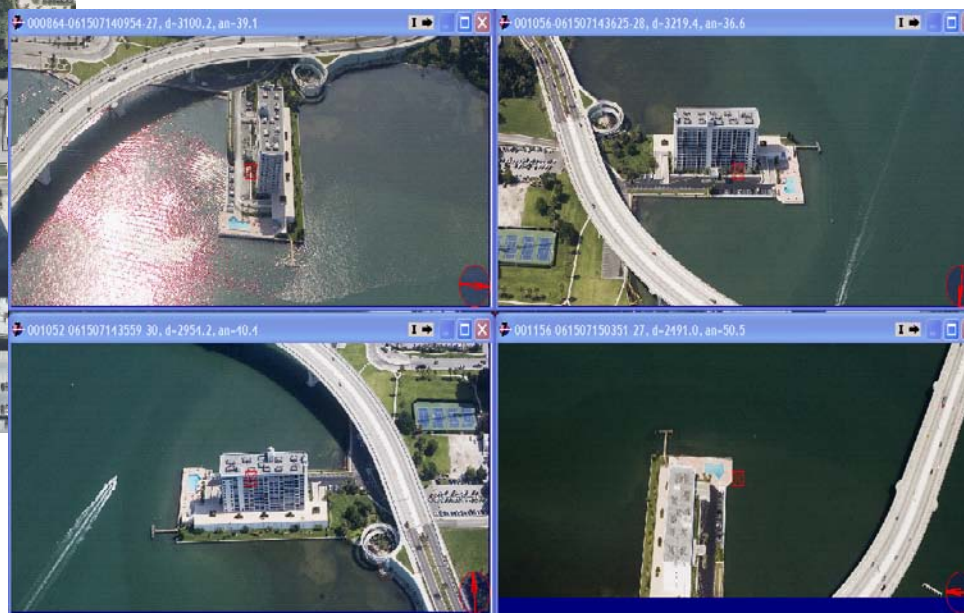 000864-061507140954-27, d=3100.2, an=39.1
I
001056-061507143625-28, d=3219.4, an=36.6
I
001052 061507143559 30, d=2954.2, an=40.4
I
001156 061507150351 27, d=2491.0, an=50.5
I